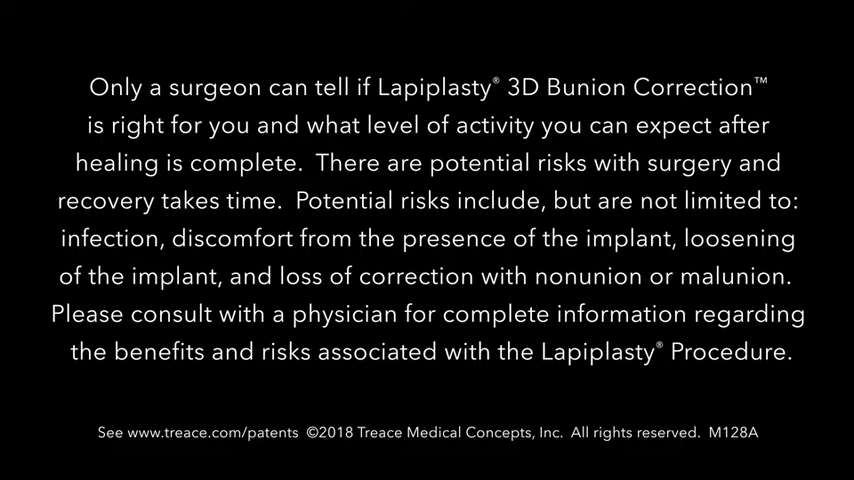 Only a surgeon can tell if Lapiplasty® 3D Bunion Correction™
is right for you and what level of activity you can expect after
healing is complete. There are potential risks with surgery and
recovery takes time. Potential risks include, but are not limited to:
infection, discomfort from the presence of the implant, loosening
of the implant, and loss of correction with nonunion or malunion.
Please consult with a physician for complete information regarding
the benefits and risks associated with the Lapiplasty® Procedure.
See www.treace.com/patents ©2018 Treace Medical Concepts, Inc. All rights reserved. M128A